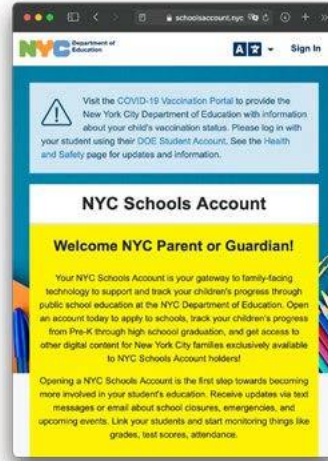 schoolsaccount.nyc
NYC Department of
Education
A
Sign In
Visit the COVID-19 Vaccination Portal to provide the
New York City Department of Education with information
about your child's vaccination status. Please log in with
your student using their DOE Student Account. See the Health
and Safety page for updates and information.
NYC Schools Account
Welcome NYC Parent or Guardian!
Your NYC Schools Account is your gateway to family-facing
technology to support and track your children's progress through
public school education at the NYC Department of Education. Open
an account today to apply to schools, track your children's progress
from Pre-K through high schoool graduation, and get access to
other digital content for New York City families exclusively available
to NYC Schools Account holders!
Opening a NYC Schools Account is the first step towards becoming
more involved in your student's education. Receive updates via text
messages or email about school closures, emergencies, and
upcoming events. Link your students and start monitoring things like
grades, test scores, attendance.